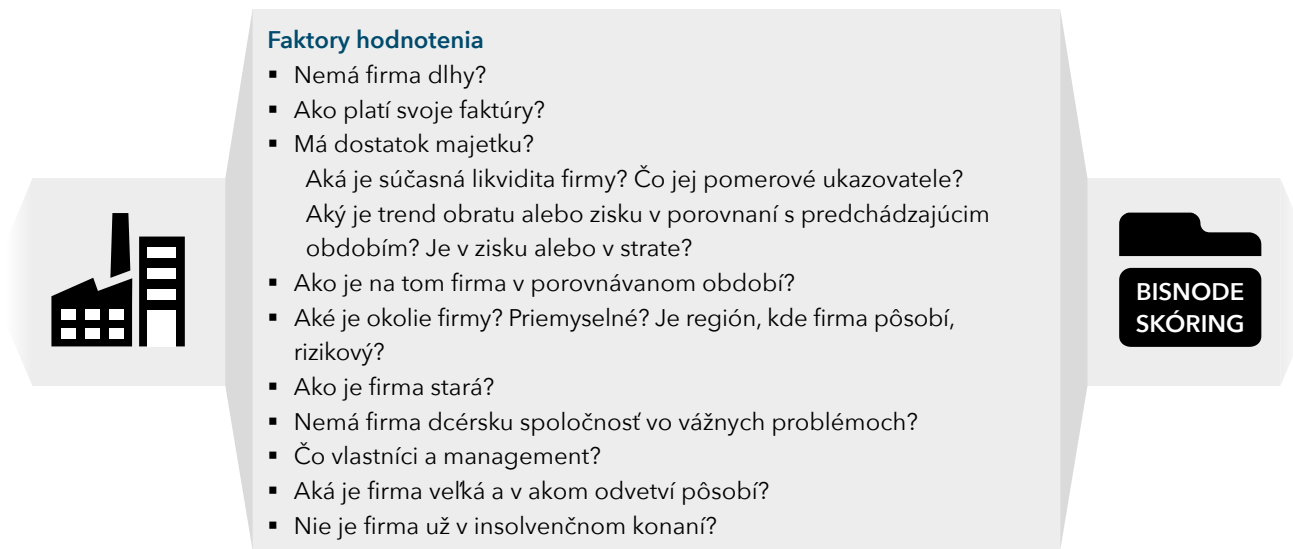 Faktory hodnotenia
▪ Nemá firma dlhy?
▪ Ako platí svoje faktúry?
▪ Má dostatok majetku?
Aká je súčasná likvidita firmy? Čo jej pomerové ukazovatele?
Aký je trend obratu alebo zisku v porovnaní s predchádzajúcim
obdobím? Je v zisku alebo v strate?
▪ Ako je na tom firma v porovnávanom období?
▪ Aké je okolie firmy? Priemyselné? Je región, kde firma pôsobí,
rizikový?
▪ Ako je firma stará?
▪ Nemá firma dcérsku spoločnosť vo vážnych problémoch?
▪ Čo vlastníci a management?
▪ Aká je firma veľká a v akom odvetví pôsobí?
▪ Nie je firma už v insolvenčnom konaní?
BISNODE
SKÓRING